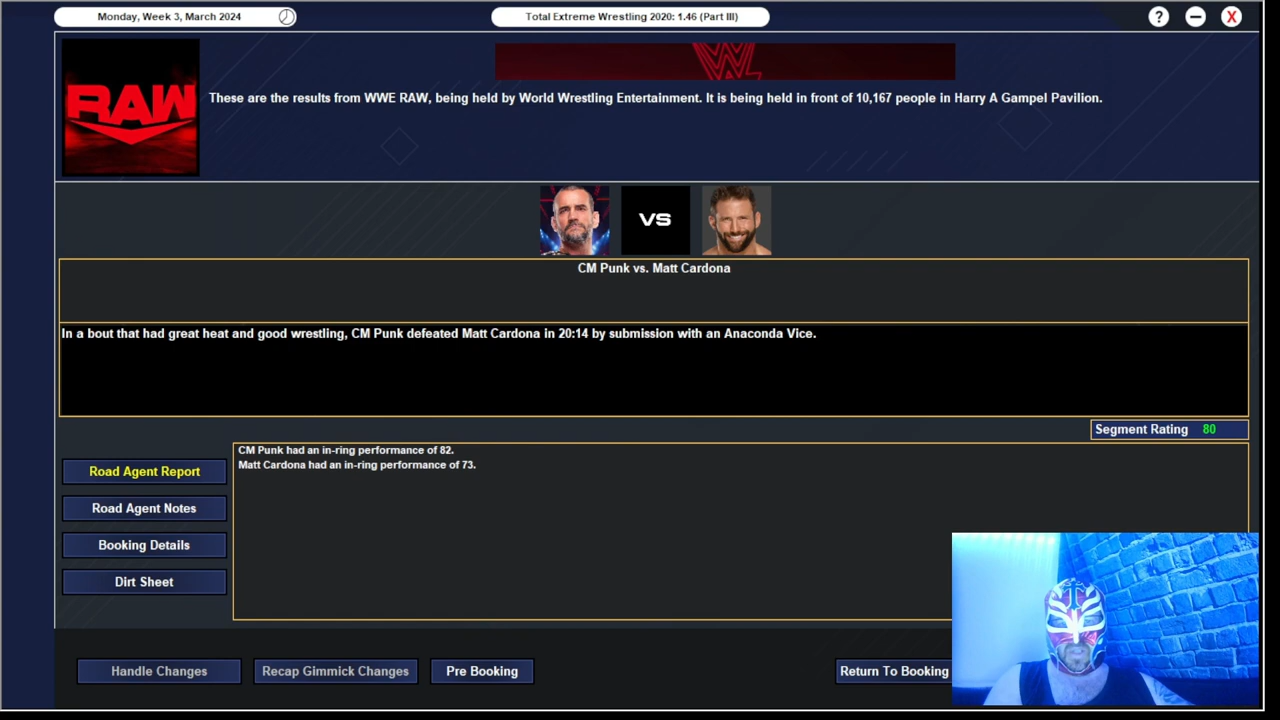 Monday, Week 3, March 2024
Total Extreme Wrestling 2020: 1.46 (Part III)
?
X
RAW
W
These are the results from WWE RAW, being held by World Wrestling Entertainment. It is being held in front of 10,167 people in Harry A Gampel Pavilion.
VS
CM Punk vs. Matt Cardona
In a bout that had great heat and good wrestling, CM Punk defeated Matt Cardona in 20:14 by submission with an Anaconda Vice.
Segment Rating 80
CM Punk had an in-ring performance of 82.
Matt Cardona had an in-ring performance of 73.
Road Agent Report
Road Agent Notes
Booking Details
Dirt Sheet
Handle Changes
Recap Gimmick Changes
Pre Booking
Return To Booking